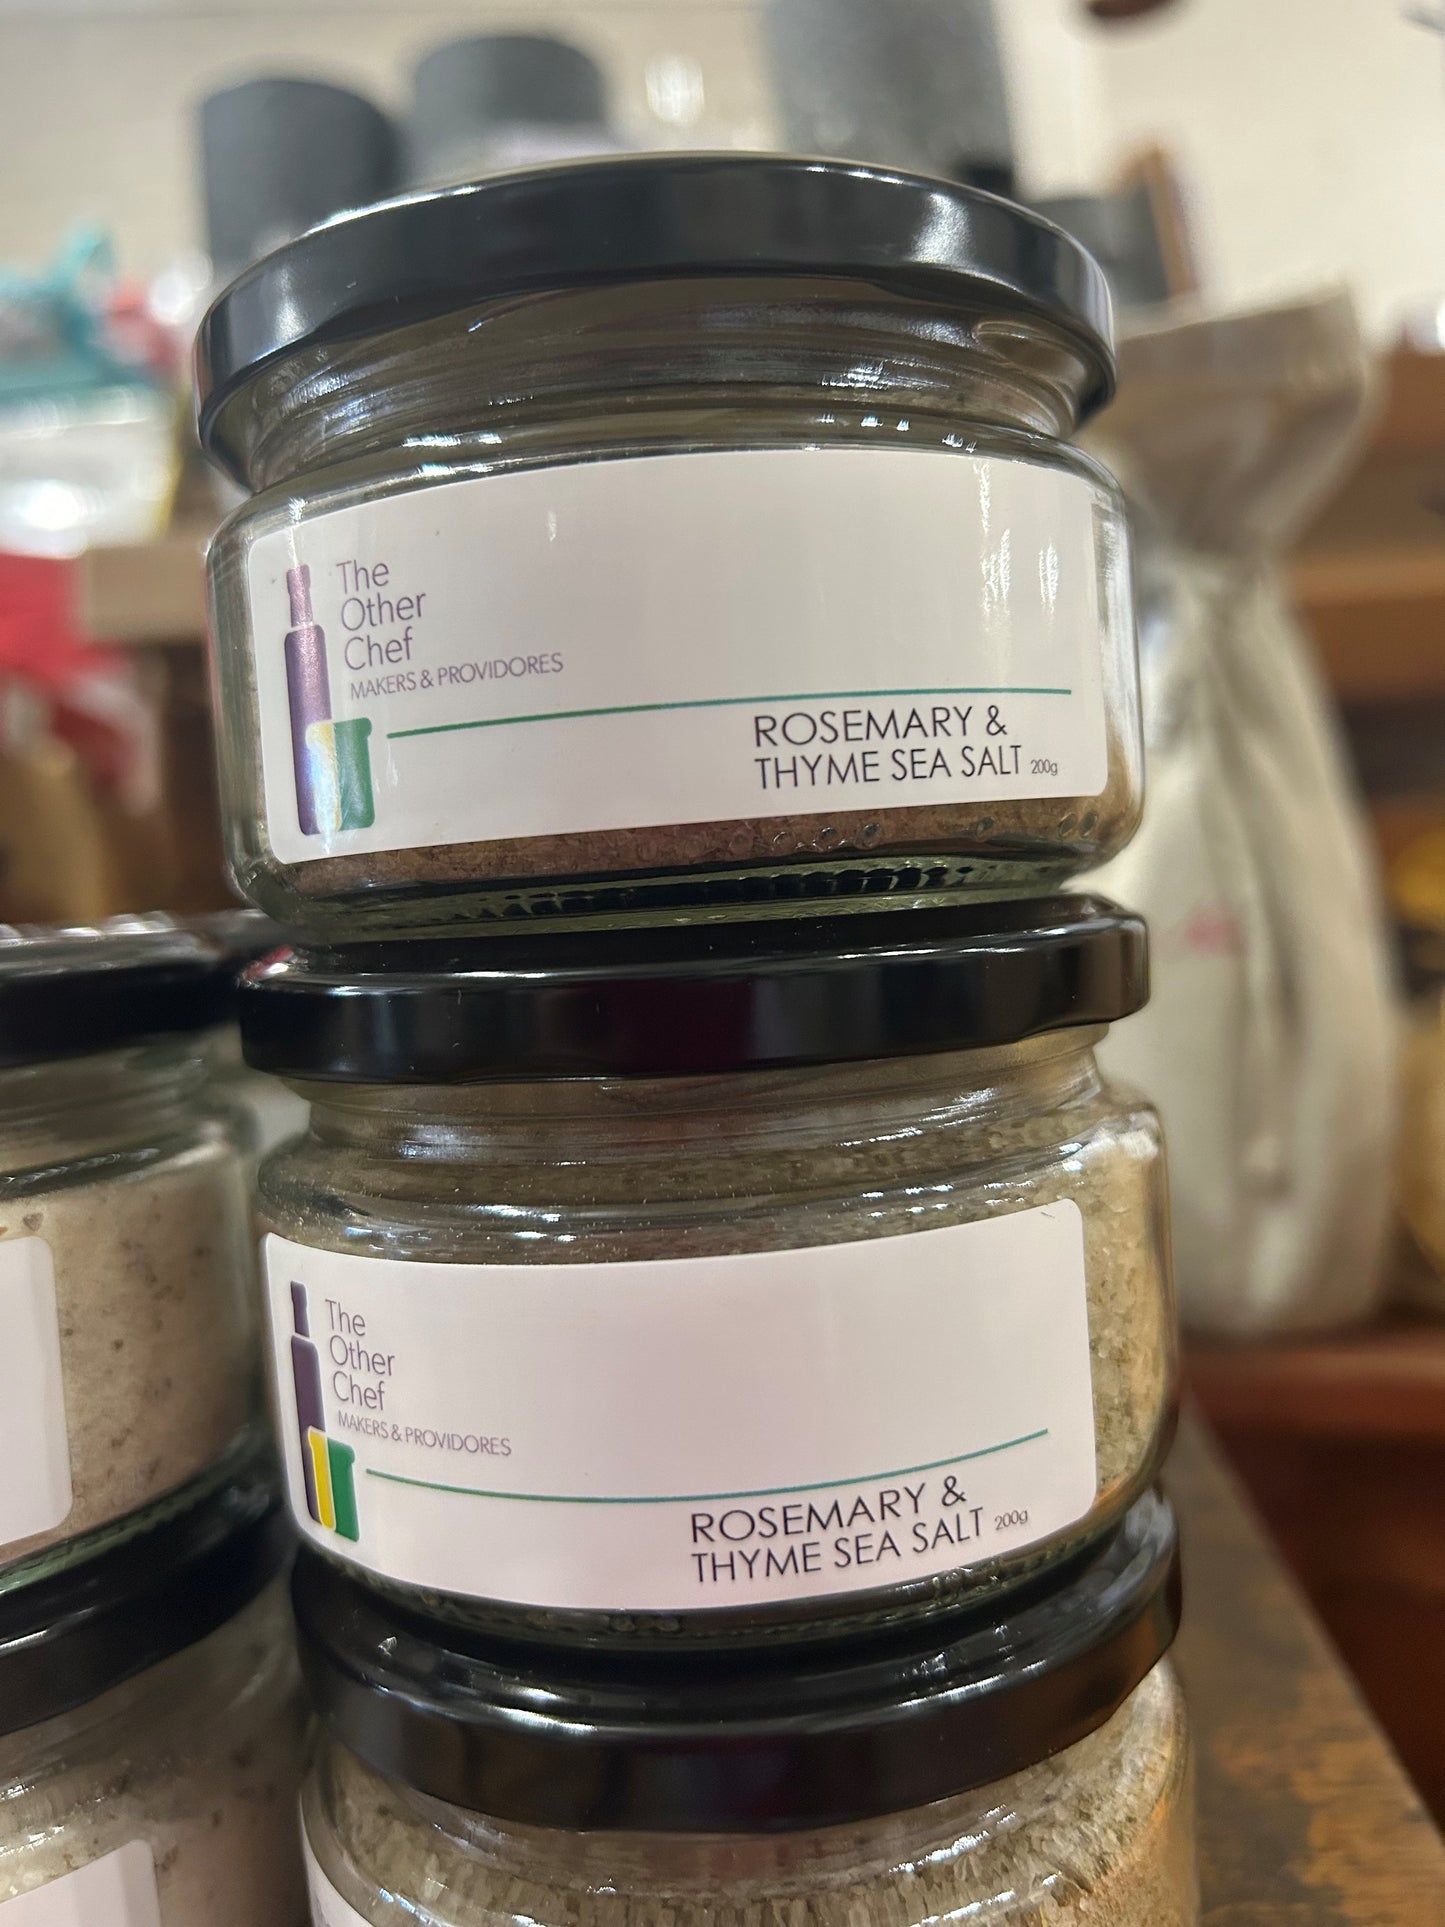 The
Other
Chef
MAKERS & PROVIDORES
ROSEMARY &
THYME SEA SALT 200g
The
Other
Chef
MAKERS & PROVIDORES
ROSEMARY &
THYME SEA SALT 200g